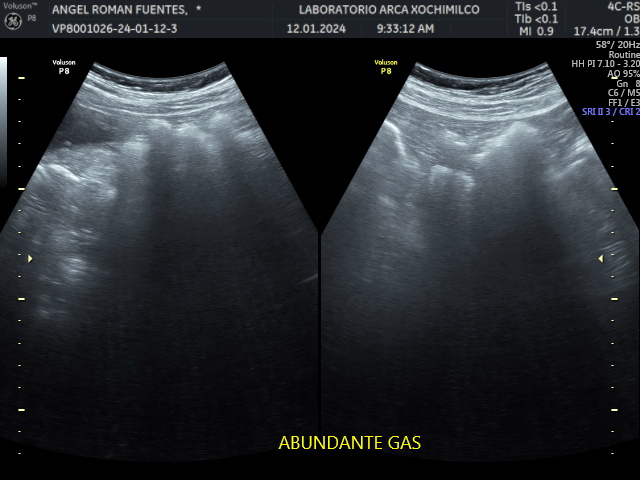 Voluson™
P8
ANGEL ROMAN FUENTES, *
LABORATORIO ARCA XOCHIMILCO
TIs <0.1
4C-RS
TIb <0.1
OB
VP8001026-24-01-12-3
12.01.2024
9:33:12 AM
MI 0.9
17.4cm / 1.3
58°/ 20Hz
Routine
HH PI 7.10 - 3.20
AO 95%
Gn 8
C6 / M5
FF1 / E3
SRI II 3 / CRI 2
Voluson
P8
Voluson
P8
ABUNDANTE GAS